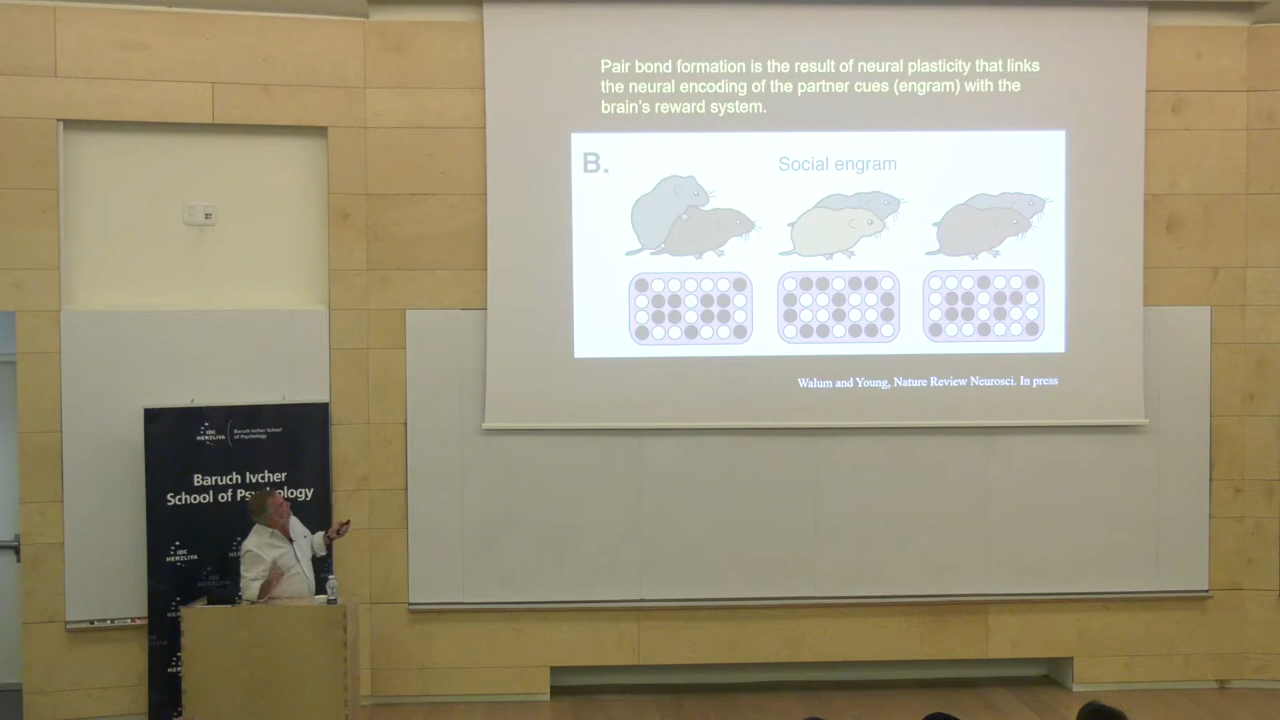 Pair bond formation is the result of neural plasticity that links
the neural encoding of the partner cues (engram) with the
brain's reward system.
B.
Social engram
Walum and Young, Nature Review Neurosci. In press
IDC
HERZLIYA
Baruch Ivcher School
of Psychology
Baruch Ivcher
School of Psychology
IDC
HERZLIYA